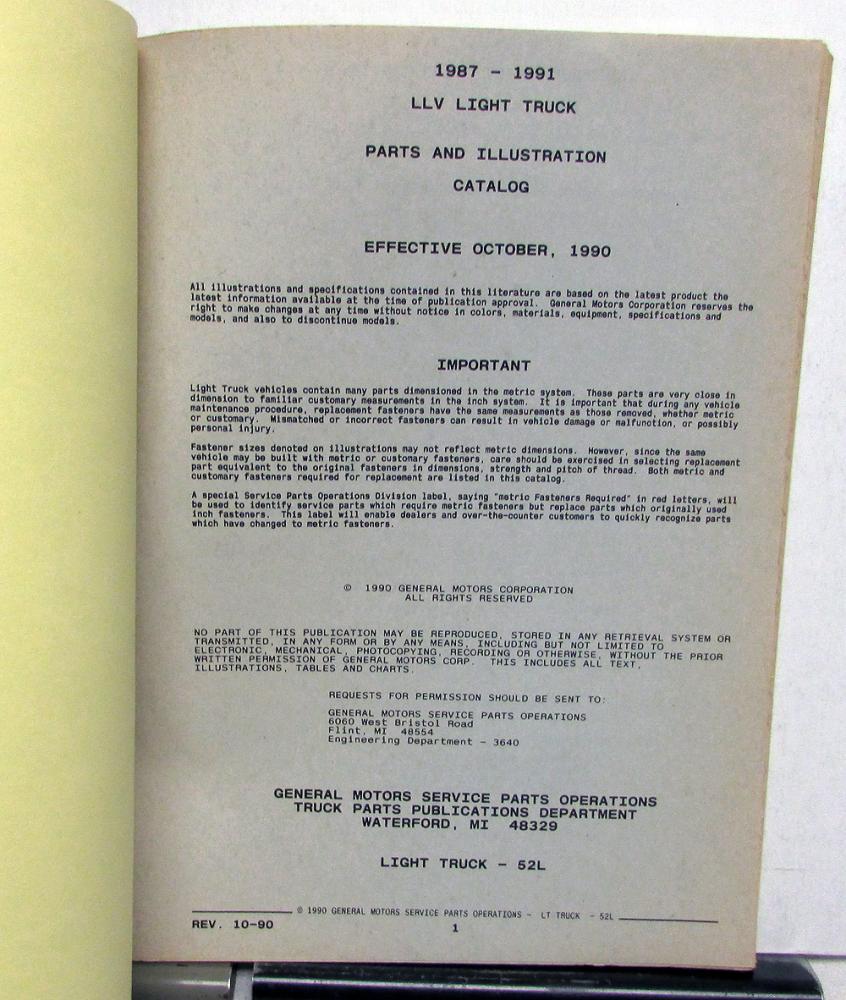 1987 - 1991
LLV LIGHT TRUCK
PARTS AND ILLUSTRATION
CATALOG
EFFECTIVE OCTOBER, 1990
All illustrations and specifications contained in this literature are based on the latest product the
latest information available at the time of publication approval. General Motors Corporation reserves the
right to make changes at any time without notice in colors, materials, equipment, specifications and
models, and also to discontinue models.
IMPORTANT
Light Truck vehicles contain many parts dimensioned in the metric system. These parts are very close in
dimension to familiar customary measurements in the inch system. It is important that during any vehicle
maintenance procedure, replacement fasteners have the same measurements as those removed, whether metric
or customary. Mismatched or incorrect fasteners can result in vehicle damage or malfunction, or possibly
personal injury.
Fastener sizes denoted on illustrations may not reflect metric dimensions. However, since the same
vehicle may be built with metric or customary fasteners, care should be exercised in selecting replacement
part equivalent to the original fasteners in dimensions, strength and pitch of thread. Both metric and
customary fasteners required for replacement are listed in this catalog.
A special Service Parts Operations Division label, saying "metric Fasteners Required" in red letters, will
be used to identify service parts which require metric fasteners but replace parts which originally used
inch fasteners. This label will enable dealers and over-the-counter customers to quickly recognize parts
which have changed to metric fasteners.
© 1990 GENERAL MOTORS CORPORATION
ALL RIGHTS RESERVED
NO PART OF THIS PUBLICATION MAY BE REPRODUCED, STORED IN ANY RETRIEVAL SYSTEM OR
TRANSMITTED, IN ANY FORM OR BY ANY MEANS, INCLUDING BUT NOT LIMITED TO
ELECTRONIC, MECHANICAL, PHOTOCOPYING, RECORDING OR OTHERWISE, WITHOUT THE PRIOR
WRITTEN PERMISSION OF GENERAL MOTORS CORP. THIS INCLUDES ALL TEXT,
ILLUSTRATIONS, TABLES AND CHARTS.
REQUESTS FOR PERMISSION SHOULD BE SENT TO:
GENERAL MOTORS SERVICE PARTS OPERATIONS
6060 West Bristol Road
Flint, MI 48554
Engineering Department - 3640
GENERAL MOTORS SERVICE PARTS OPERATIONS
TRUCK PARTS PUBLICATIONS DEPARTMENT
WATERFORD, MI 48329
LIGHT TRUCK - 52L
© 1990 GENERAL MOTORS SERVICE PARTS OPERATIONS - LT TRUCK - 52L
REV. 10-90
1